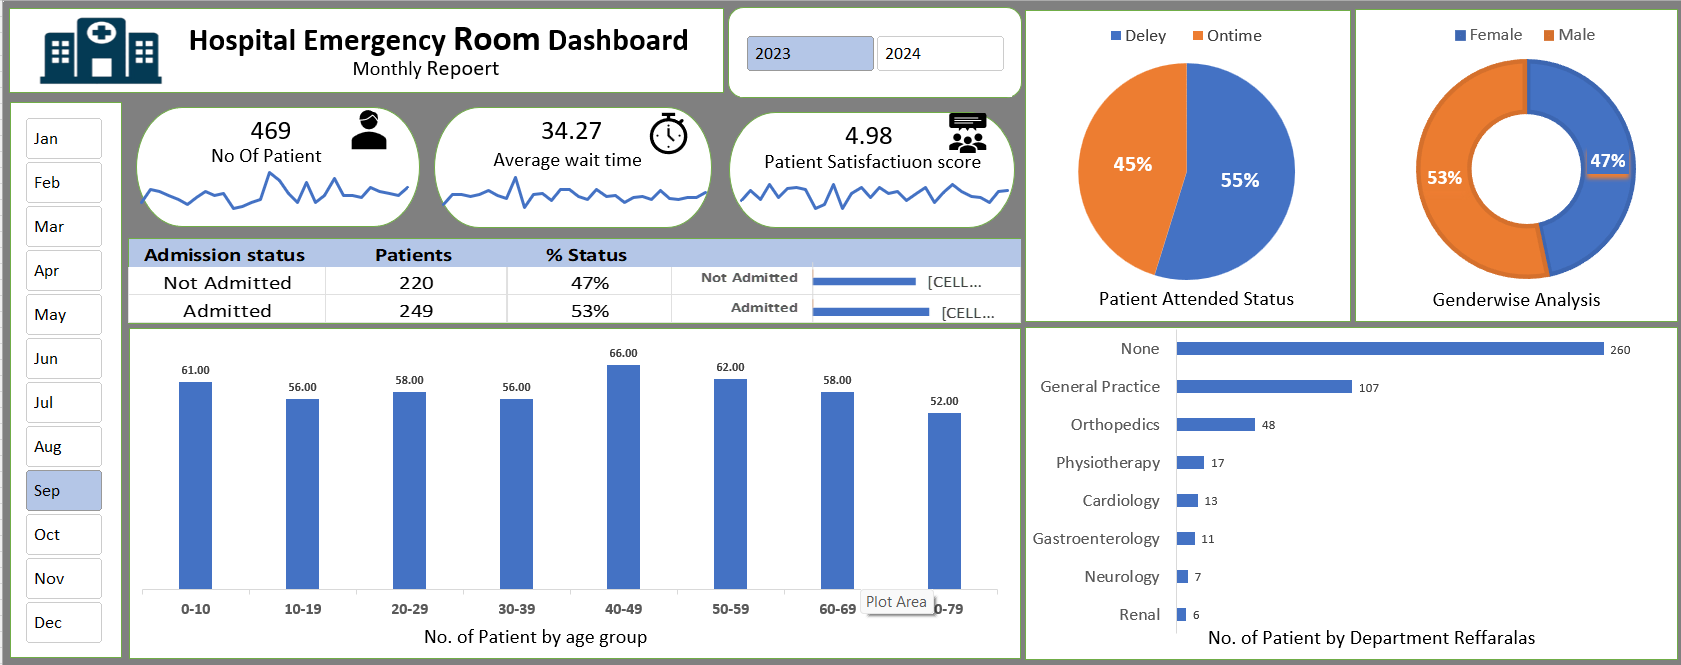 Hospital Emergency Room Dashboard
Monthly Repoert
2023
2024
Jan
Feb
Mar
Apr
May
Jun
Jul
Aug
Sep
Oct
Nov
Dec
469
No Of Patient
34.27
Average wait time
4.98
Patient Satisfactiuon score
Admission status Patients % Status
Not Admitted 220 47% Not Admitted [CELL...
Admitted 249 53% Admitted [CELL...
61.00
56.00
58.00
56.00
66.00
62.00
58.00
52.00
0-10 10-19 20-29 30-39 40-49 50-59 60-69 0-79
Plot Area
No. of Patient by age group
Deley Ontime
45%
55%
Patient Attended Status
Female Male
53%
47%
Genderwise Analysis
None 260
General Practice 107
Orthopedics 48
Physiotherapy 17
Cardiology 13
Gastroenterology 11
Neurology 7
Renal 6
No. of Patient by Department Reffaralas